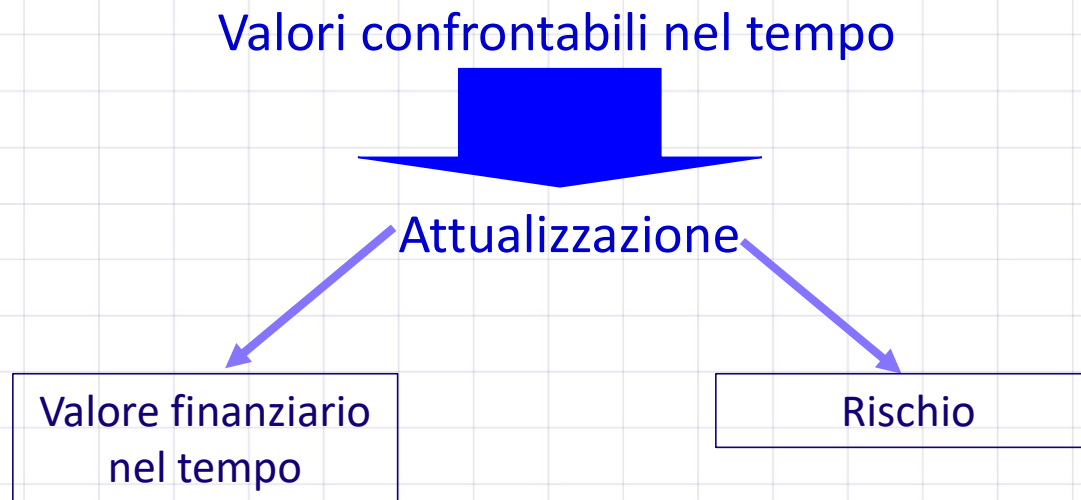 Valori confrontabili nel tempo
Attualizzazione
Valore finanziario
nel tempo
Rischio